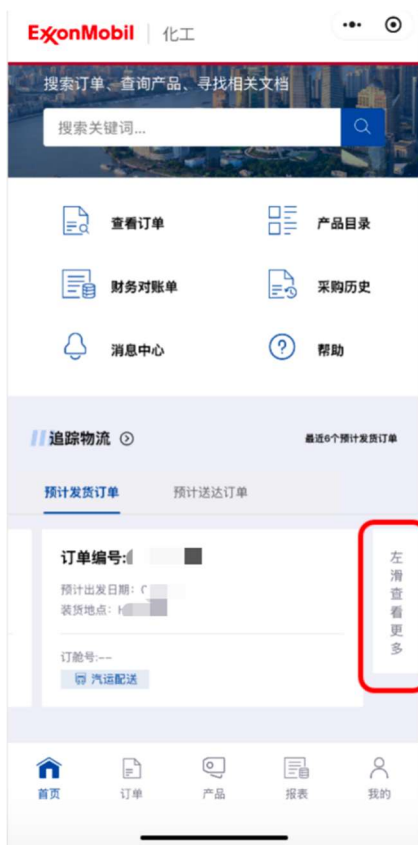 ExxonMobil 化工
搜索订单、查询产品、寻找相关文档
搜索关键词...
查看订单
产品目录
财务对账单
采购历史
消息中心
帮助
追踪物流
最近6个预计发货订单
预计发货订单
预计送达订单
订单编号:
预计出发日期：
装货地点：
订舱号:--
汽运配送
左滑查看更多
首页
订单
产品
报表
我的